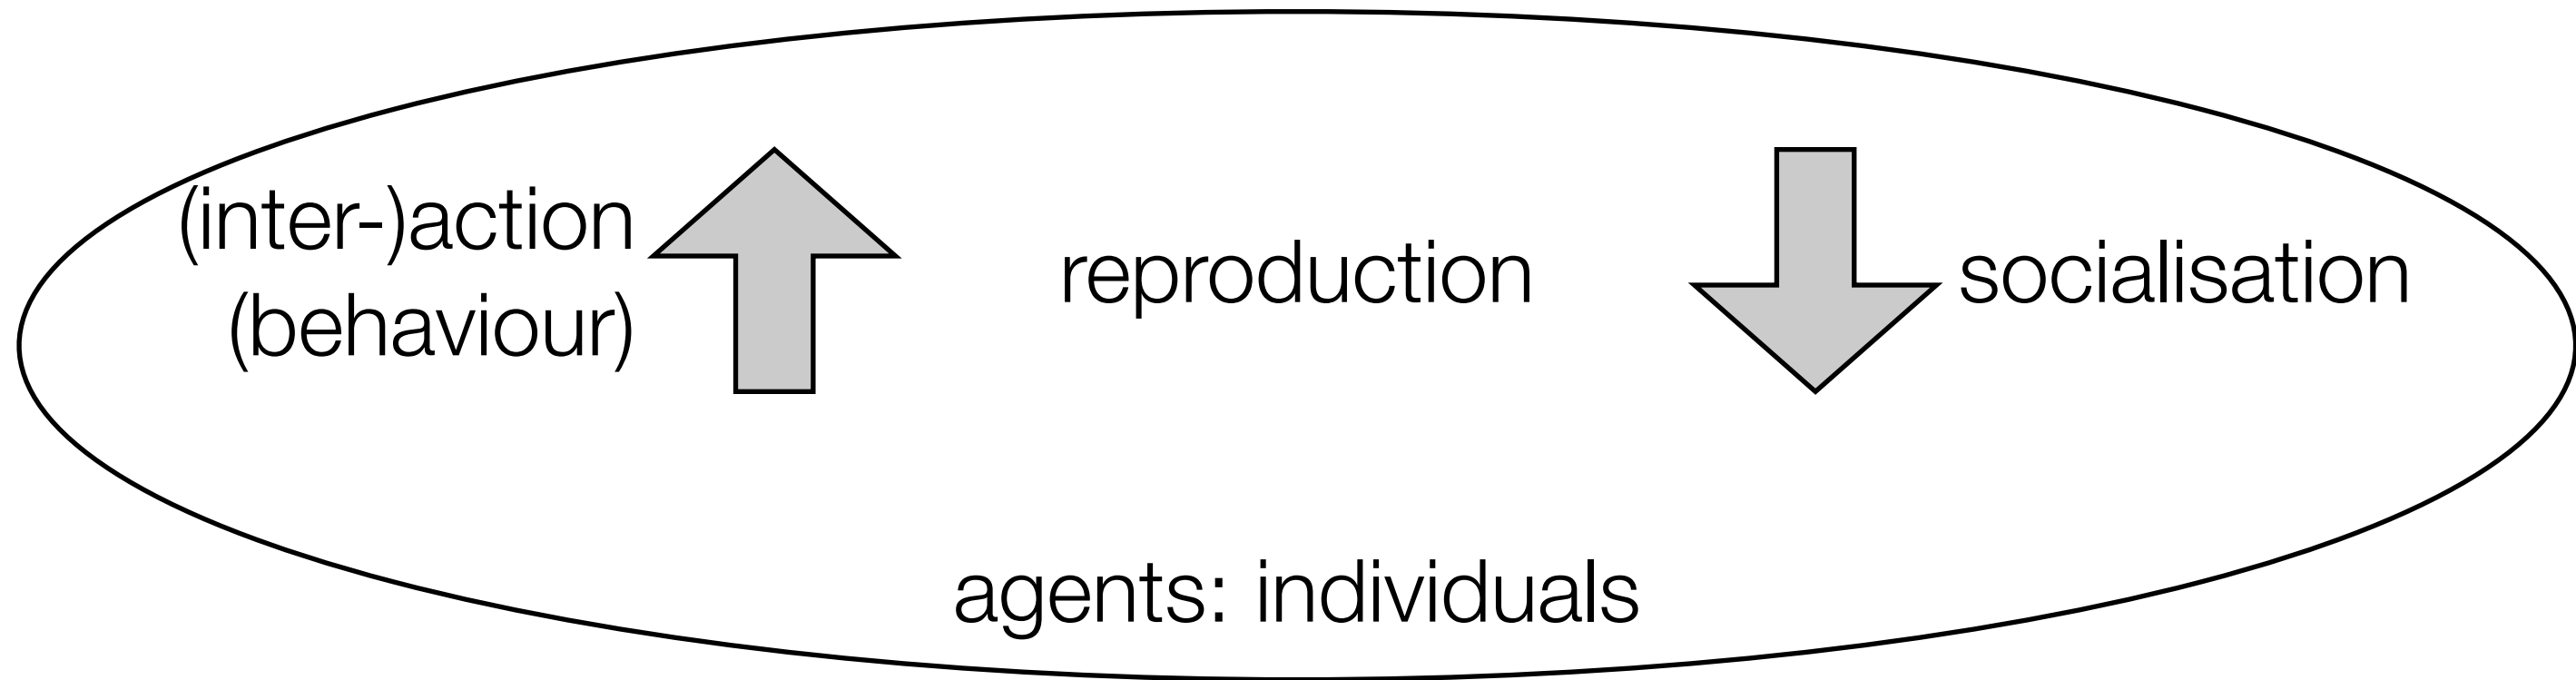 (inter-)action
(behaviour)
reproduction
socialisation
agents: individuals